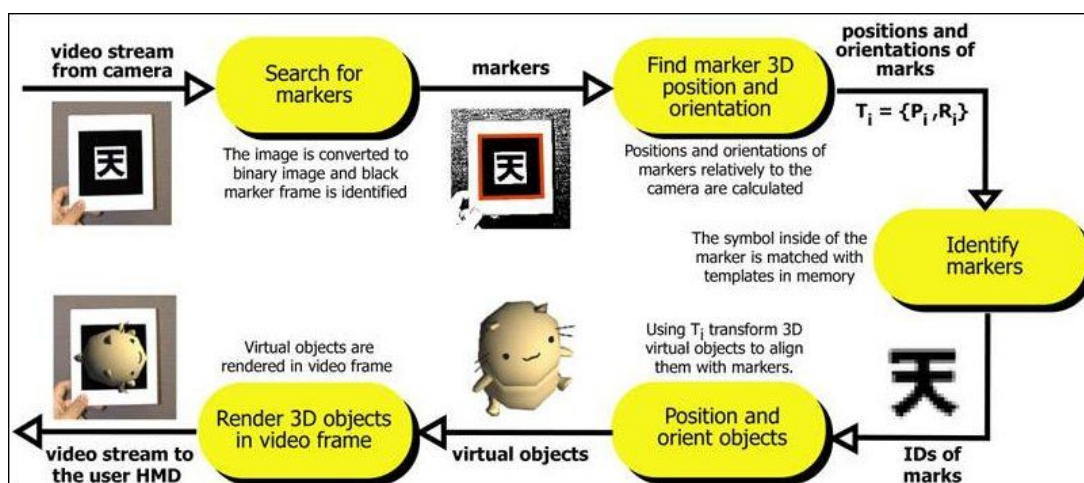 video stream
from camera
Search for
markers
The image is converted to
binary image and black
marker frame is identified
markers
Find marker 3D
position and
orientation
Positions and orientations of
markers relatively to the
camera are calculated
positions and
orientations of
marks
Ti = {Pi ,Ri}
天
天
The symbol inside of the
marker is matched with
templates in memory
Identify
markers
天
IDs of
marks
Using Ti transform 3D
virtual objects to align
them with markers.
Position and
orient objects
virtual objects
Virtual objects are
rendered in video frame
Render 3D objects
in video frame
video stream to
the user HMD